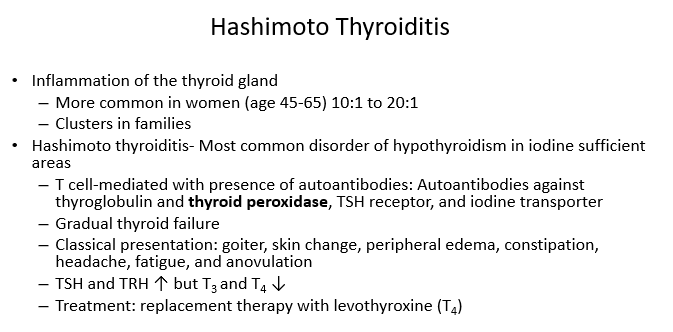 Hashimoto Thyroiditis
• Inflammation of the thyroid gland
– More common in women (age 45-65) 10:1 to 20:1
– Clusters in families
• Hashimoto thyroiditis- Most common disorder of hypothyroidism in iodine sufficient
areas
– T cell-mediated with presence of autoantibodies: Autoantibodies against
thyroglobulin and thyroid peroxidase, TSH receptor, and iodine transporter
– Gradual thyroid failure
– Classical presentation: goiter, skin change, peripheral edema, constipation,
headache, fatigue, and anovulation
– TSH and TRH ↑ but T₃ and T₄ ↓
– Treatment: replacement therapy with levothyroxine (T₄)